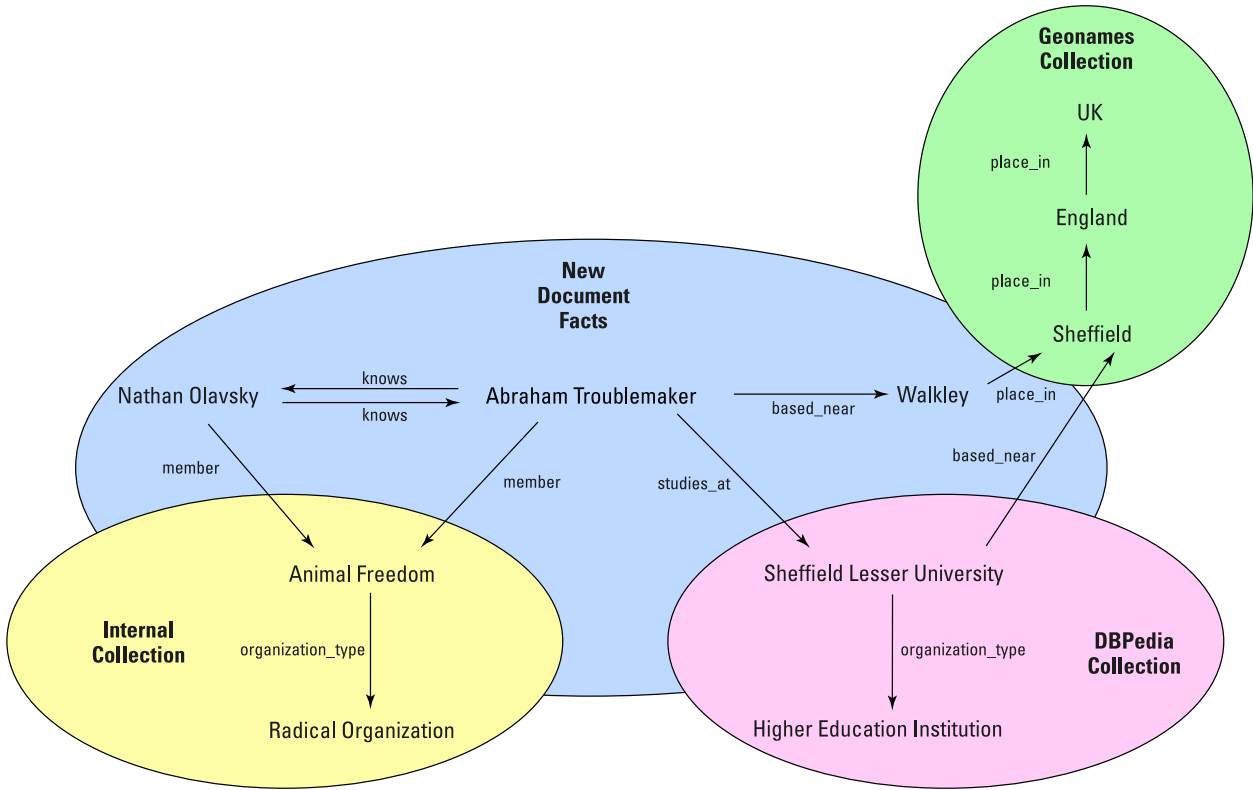 Geonames
Collection
UK
place_in
England
place_in
Sheffield
New
Document
Facts
Nathan Olavsky
knows
knows
Abraham Troublemaker
based_near
Walkley
place_in
member
member
studies_at
based_near
Animal Freedom
Sheffield Lesser University
Internal
Collection
organization_type
organization_type
DBPedia
Collection
Radical Organization
Higher Education Institution